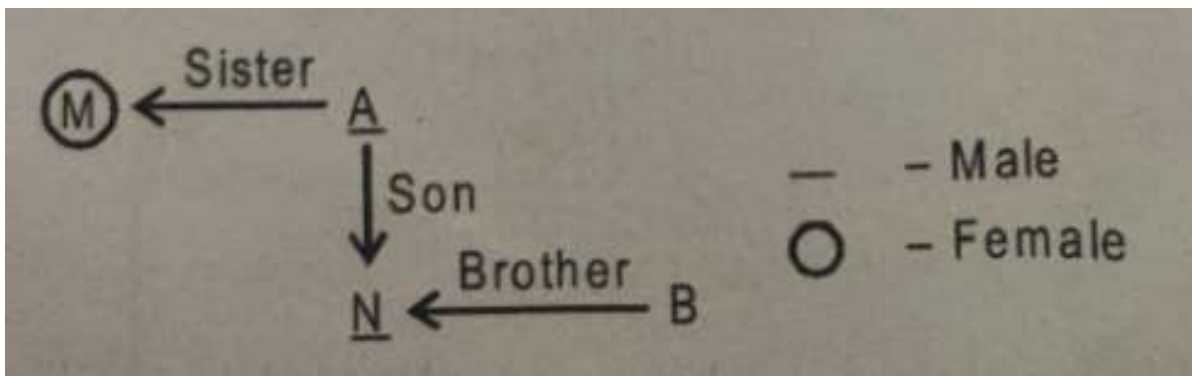 Sister
M A
Son
N Brother B
– Male
– Female